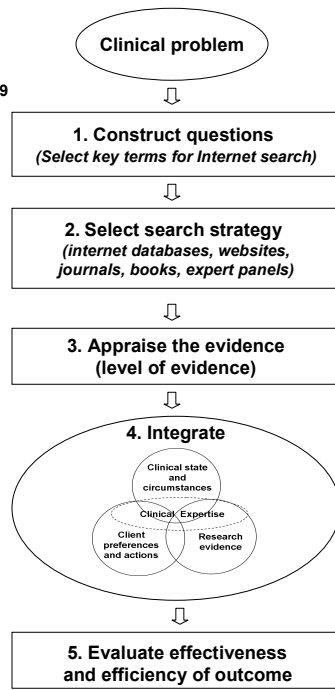 Clinical problem
9
1. Construct questions
(Select key terms for Internet search)
2. Select search strategy
(internet databases, websites,
journals, books, expert panels)
3. Appraise the evidence
(level of evidence)
4. Integrate
Clinical state
and
circumstances
Clinical Expertise
Client
preferences
and actions
Research
evidence
5. Evaluate effectiveness
and efficiency of outcome